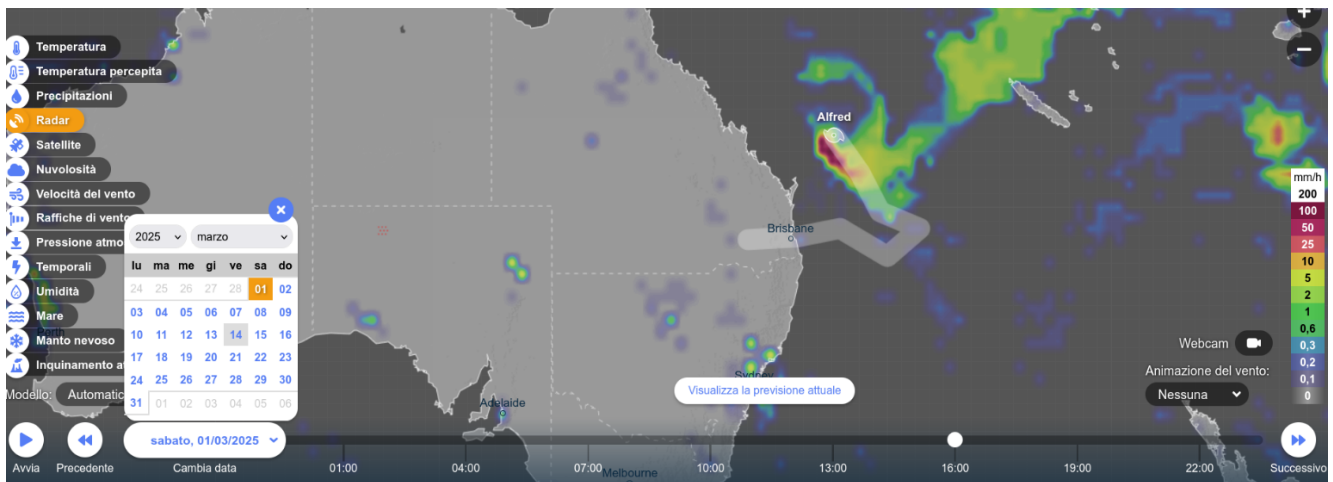 Temperatura
Temperatura percepita
Precipitazioni
Radar
Satellite
Nuvolosità
Velocità del vento
Raffiche di vento
Pressione atmo
Temporali
Umidità
Mare
Manto nevoso
Inquinamento at
Modello: Automatic
2025 marzo
lu ma me gi ve sa do
24 25 26 27 28 01 02
03 04 05 06 07 08 09
10 11 12 13 14 15 16
17 18 19 20 21 22 23
24 25 26 27 28 29 30
31 01 02 03 04 05 06
Alfred
Brisbane
Sydney
Adelaide
Melbourne
Perth
Visualizza la previsione attuale
+
−
mm/h
200
100
50
25
10
5
2
1
0,6
0,3
0,2
0,1
0
Webcam
Animazione del vento:
Nessuna
sabato, 01/03/2025
Avvia Precedente Cambia data 01:00 04:00 07:00 10:00 13:00 16:00 19:00 22:00 Successivo